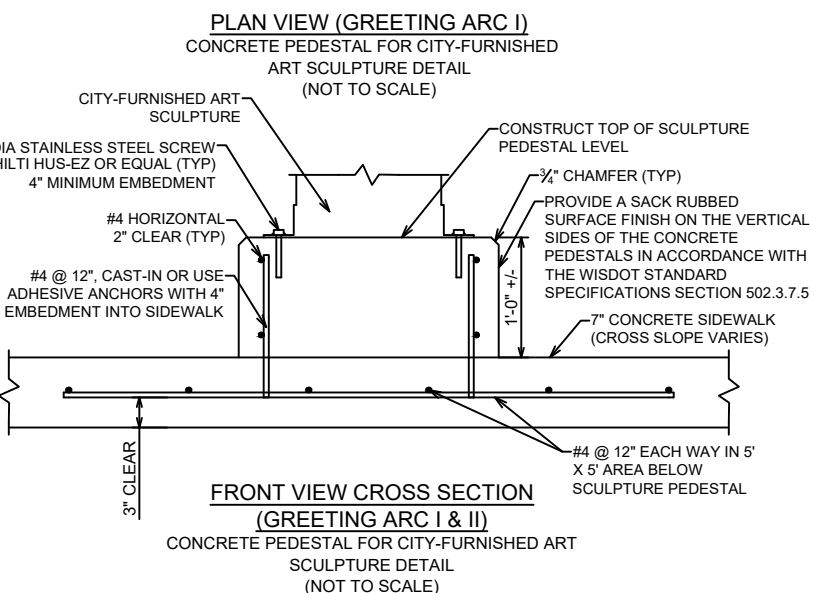 PLAN VIEW (GREETING ARC I)
CONCRETE PEDESTAL FOR CITY-FURNISHED
ART SCULPTURE DETAIL
(NOT TO SCALE)
CITY-FURNISHED ART
SCULPTURE
DIA STAINLESS STEEL SCREW
HILTI HUS-EZ OR EQUAL (TYP)
4" MINIMUM EMBEDMENT
#4 HORIZONTAL
2" CLEAR (TYP)
#4 @ 12", CAST-IN OR USE
ADHESIVE ANCHORS WITH 4"
EMBEDMENT INTO SIDEWALK
CONSTRUCT TOP OF SCULPTURE
PEDESTAL LEVEL
¾" CHAMFER (TYP)
PROVIDE A SACK RUBBED
SURFACE FINISH ON THE VERTICAL
SIDES OF THE CONCRETE
PEDESTALS IN ACCORDANCE WITH
THE WISDOT STANDARD
SPECIFICATIONS SECTION 502.3.7.5
1'-0" +/-
7" CONCRETE SIDEWALK
(CROSS SLOPE VARIES)
3" CLEAR
#4 @ 12" EACH WAY IN 5'
X 5' AREA BELOW
SCULPTURE PEDESTAL
FRONT VIEW CROSS SECTION
(GREETING ARC I & II)
CONCRETE PEDESTAL FOR CITY-FURNISHED ART
SCULPTURE DETAIL
(NOT TO SCALE)